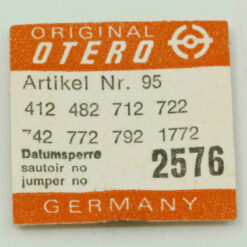 ORIGINAL
OTERO
Artikel Nr. 95
412 482 712 722
742 772 792 1772
Datumsperre
sautoir no
jumper no
2576
GERMANY